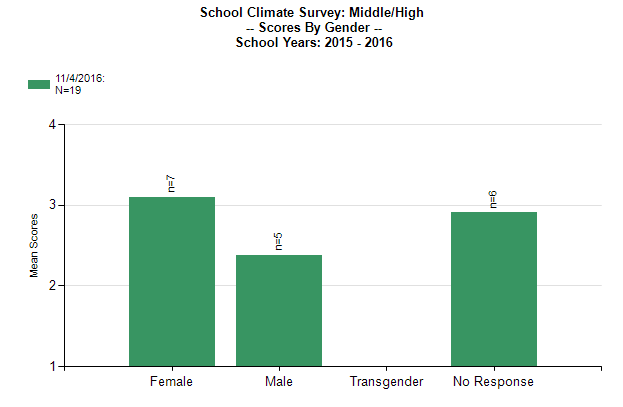 School Climate Survey: Middle/High
-- Scores By Gender --
School Years: 2015 - 2016
11/4/2016:
N=19
4
3
2
1
Mean Scores
n=7
n=5
n=6
Female
Male
Transgender
No Response